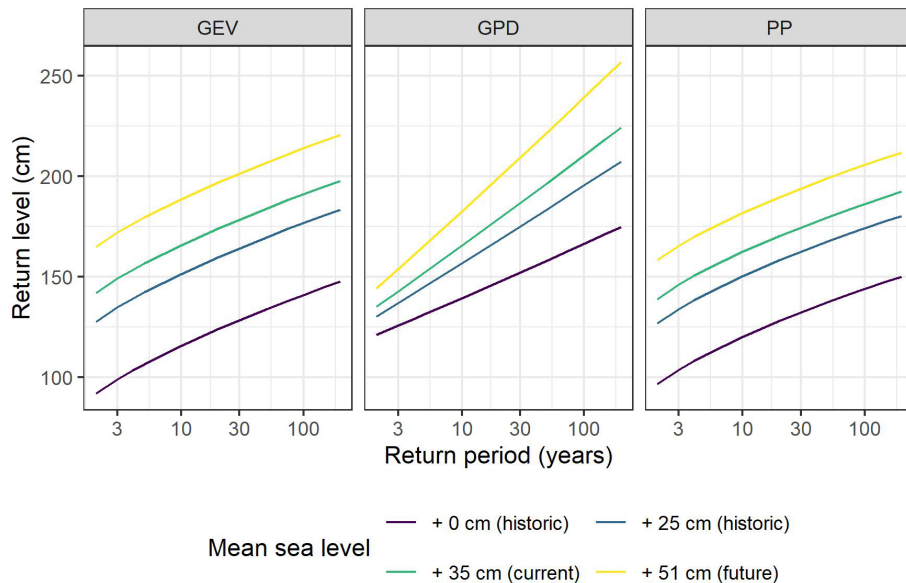 GEV GPD PP
250
200
150
100
Return level (cm)
3 10 30 100 3 10 30 100 3 10 30 100
Return period (years)
Mean sea level
+ 0 cm (historic) + 25 cm (historic)
+ 35 cm (current) + 51 cm (future)